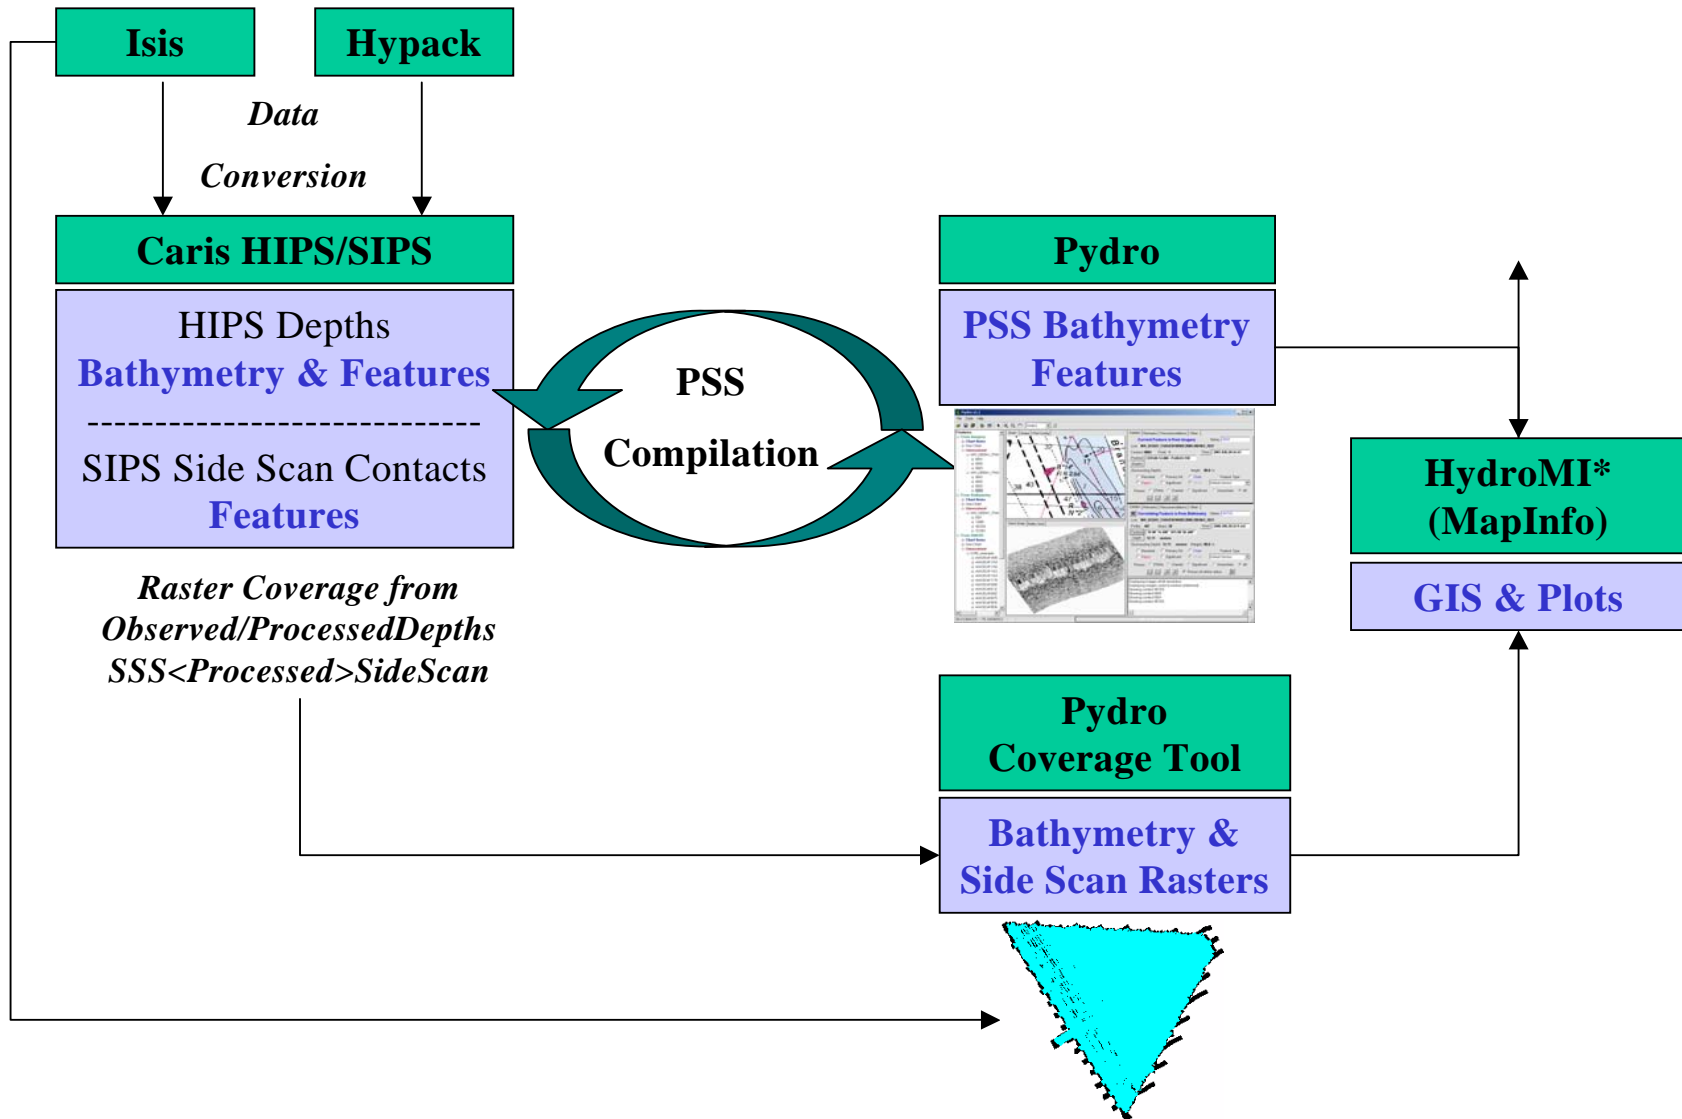 Isis
Hypack
Data
Conversion
Caris HIPS/SIPS
HIPS Depths
Bathymetry & Features
SIPS Side Scan Contacts
Features
Raster Coverage from
Observed/ProcessedDepths
SSS<Processed>SideScan
PSS
Compilation
Pydro
PSS Bathymetry
Features
HydroMI*
(MapInfo)
GIS & Plots
Pydro
Coverage Tool
Bathymetry &
Side Scan Rasters